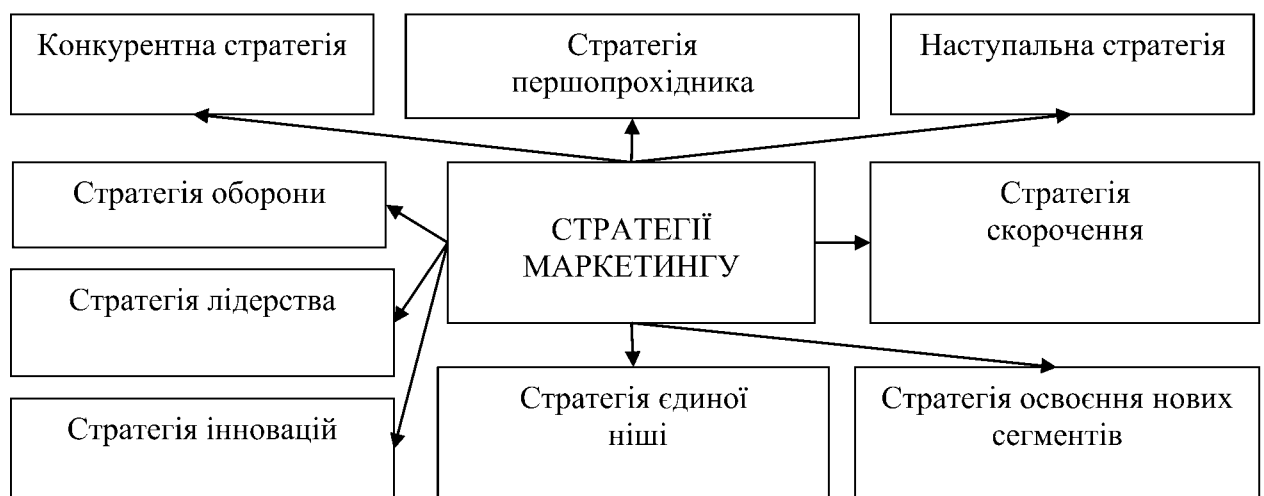 Конкурентна стратегія
Стратегія
першопрохідника
Наступальна стратегія
Стратегія оборони
СТРАТЕГІЇ
МАРКЕТИНГУ
Стратегія
скорочення
Стратегія лідерства
Стратегія єдиної
ніші
Стратегія освоєння нових
сегментів
Стратегія інновацій